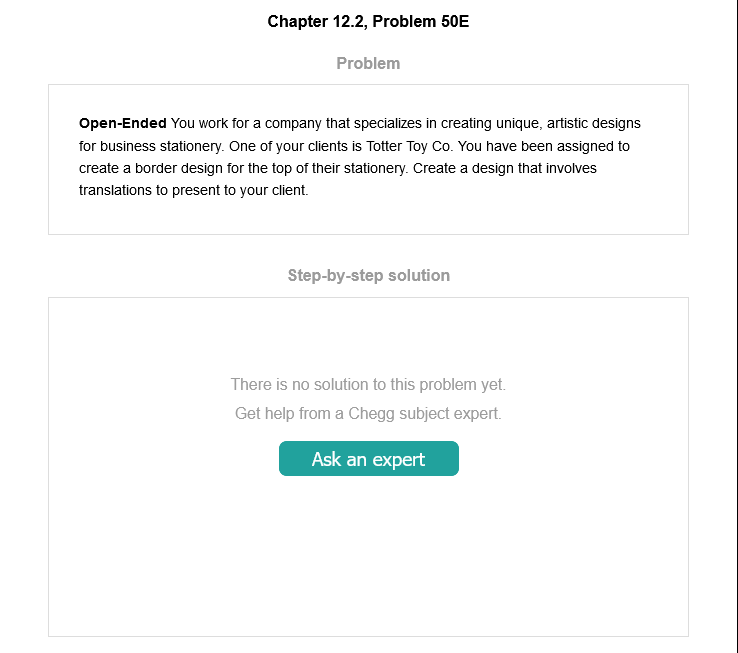 Chapter 12.2, Problem 50E
Problem
Open-Ended You work for a company that specializes in creating unique, artistic designs
for business stationery. One of your clients is Totter Toy Co. You have been assigned to
create a border design for the top of their stationery. Create a design that involves
translations to present to your client.
Step-by-step solution
There is no solution to this problem yet.
Get help from a Chegg subject expert.
Ask an expert